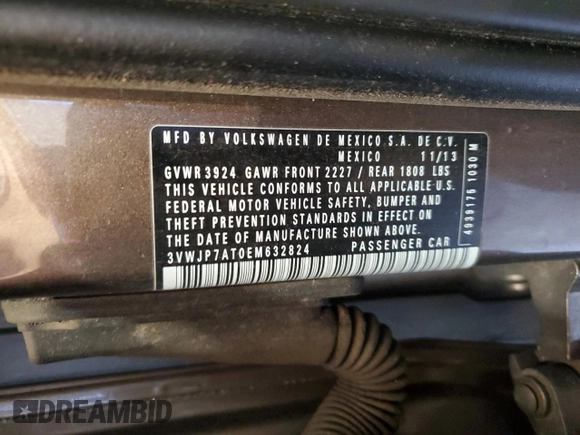 MFD BY VOLKSWAGEN DE MEXICO S.A. DE C.V.
MEXICO 11/13
GVWR 3924 GAWR FRONT 2227 / REAR 1808 LBS
THIS VEHICLE CONFORMS TO ALL APPLICABLE U.S.
FEDERAL MOTOR VEHICLE SAFETY, BUMPER AND
THEFT PREVENTION STANDARDS IN EFFECT ON
THE DATE OF MANUFACTURE SHOWN ABOVE.
3VWJP7AT0EM632824 PASSENGER CAR
4939175 1030 M
DREAMBID